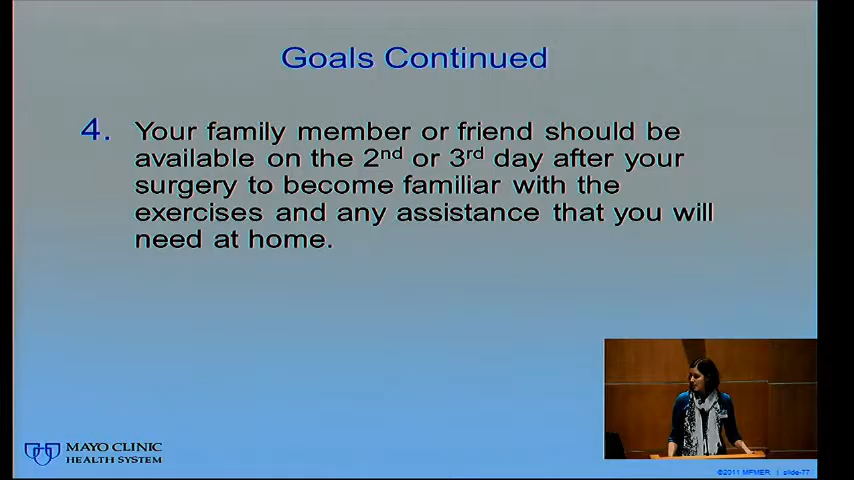 Goals Continued
4. Your family member or friend should be
available on the 2nd or 3rd day after your
surgery to become familiar with the
exercises and any assistance that you will
need at home.
MAYO CLINIC
HEALTH SYSTEM
©2011 MFMER | slide-77